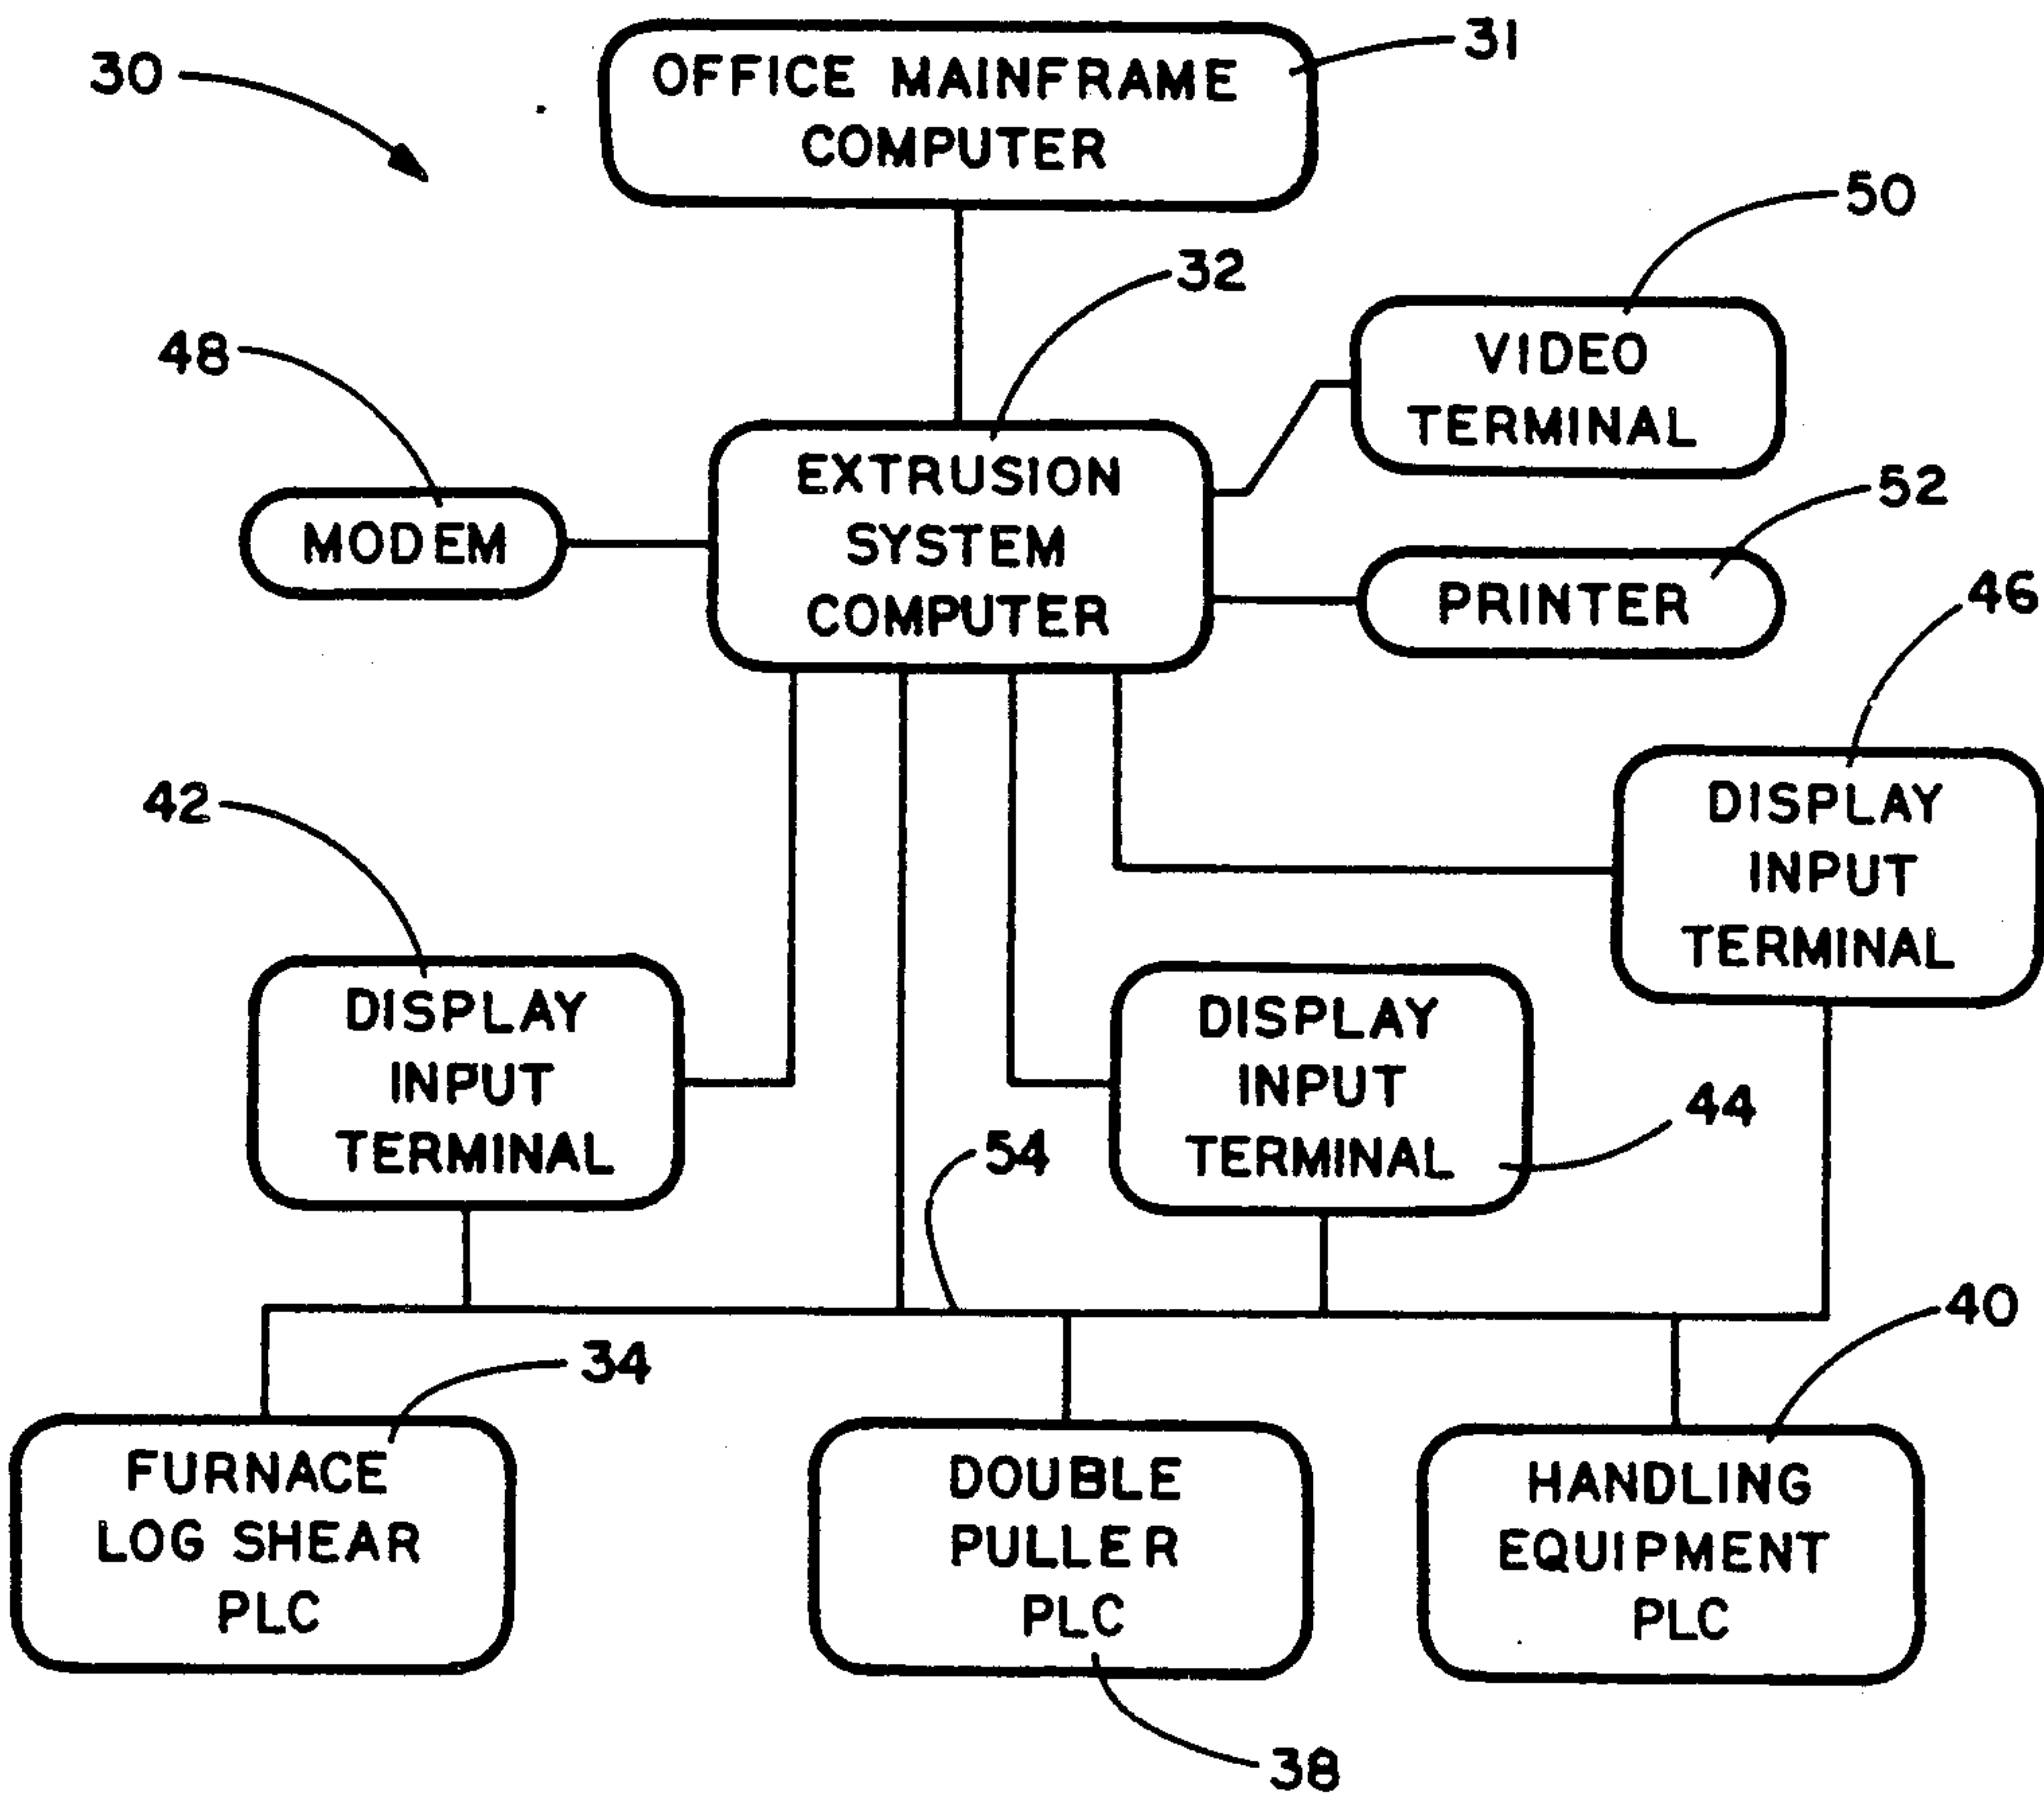 30
OFFICE MAINFRAME
COMPUTER
31
50
32
VIDEO
TERMINAL
48
EXTRUSION
SYSTEM
COMPUTER
MODEM
52
PRINTER
46
DISPLAY
INPUT
TERMINAL
42
DISPLAY
INPUT
TERMINAL
DISPLAY
INPUT
TERMINAL
44
54
40
34
FURNACE
LOG SHEAR
PLC
DOUBLE
PULLER
PLC
HANDLING
EQUIPMENT
PLC
38